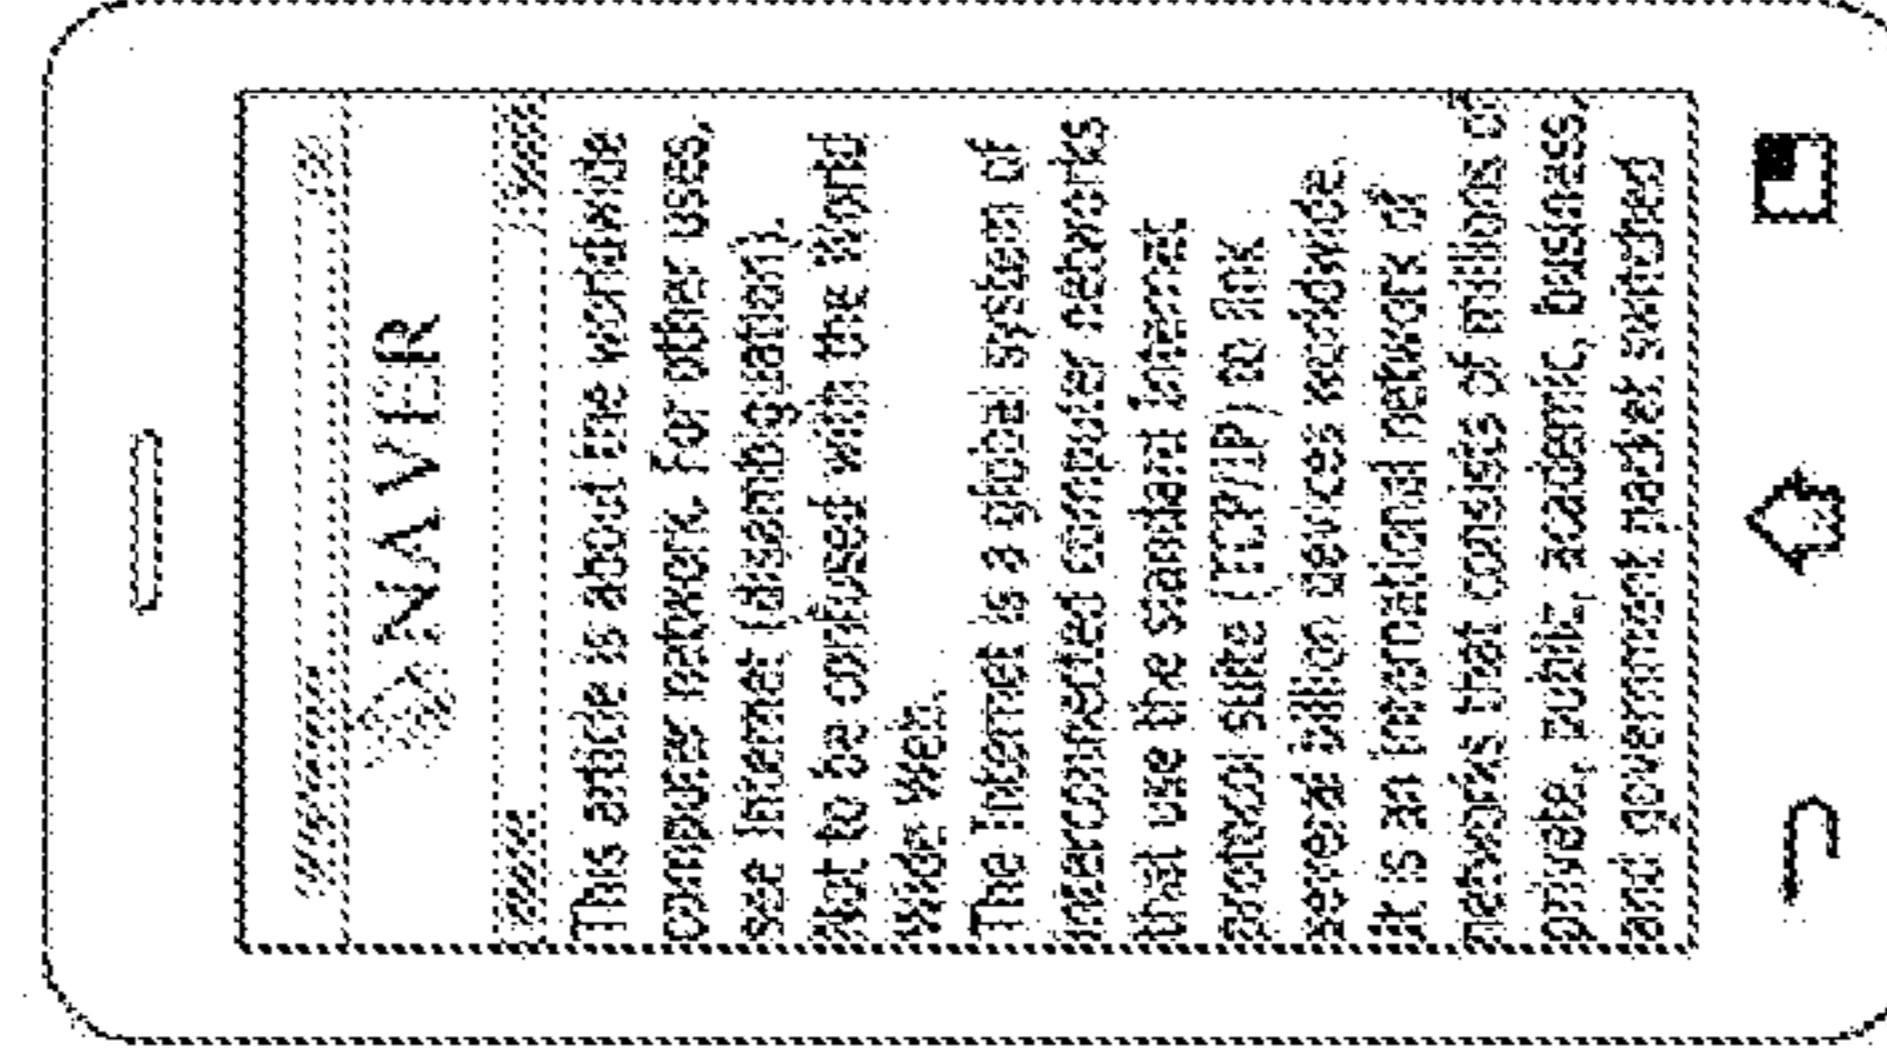 NAVER
This article is about the worldwide
computer network. For other uses,
see Internet (disambiguation).
Not to be confused with the World
Wide Web.
The Internet is a global system of
interconnected computer networks
that use the standard Internet
protocol suite (TCP/IP) to link
several billion devices worldwide.
It is an international network of
networks that consists of millions of
private, public, academic, business,
and government packet switched